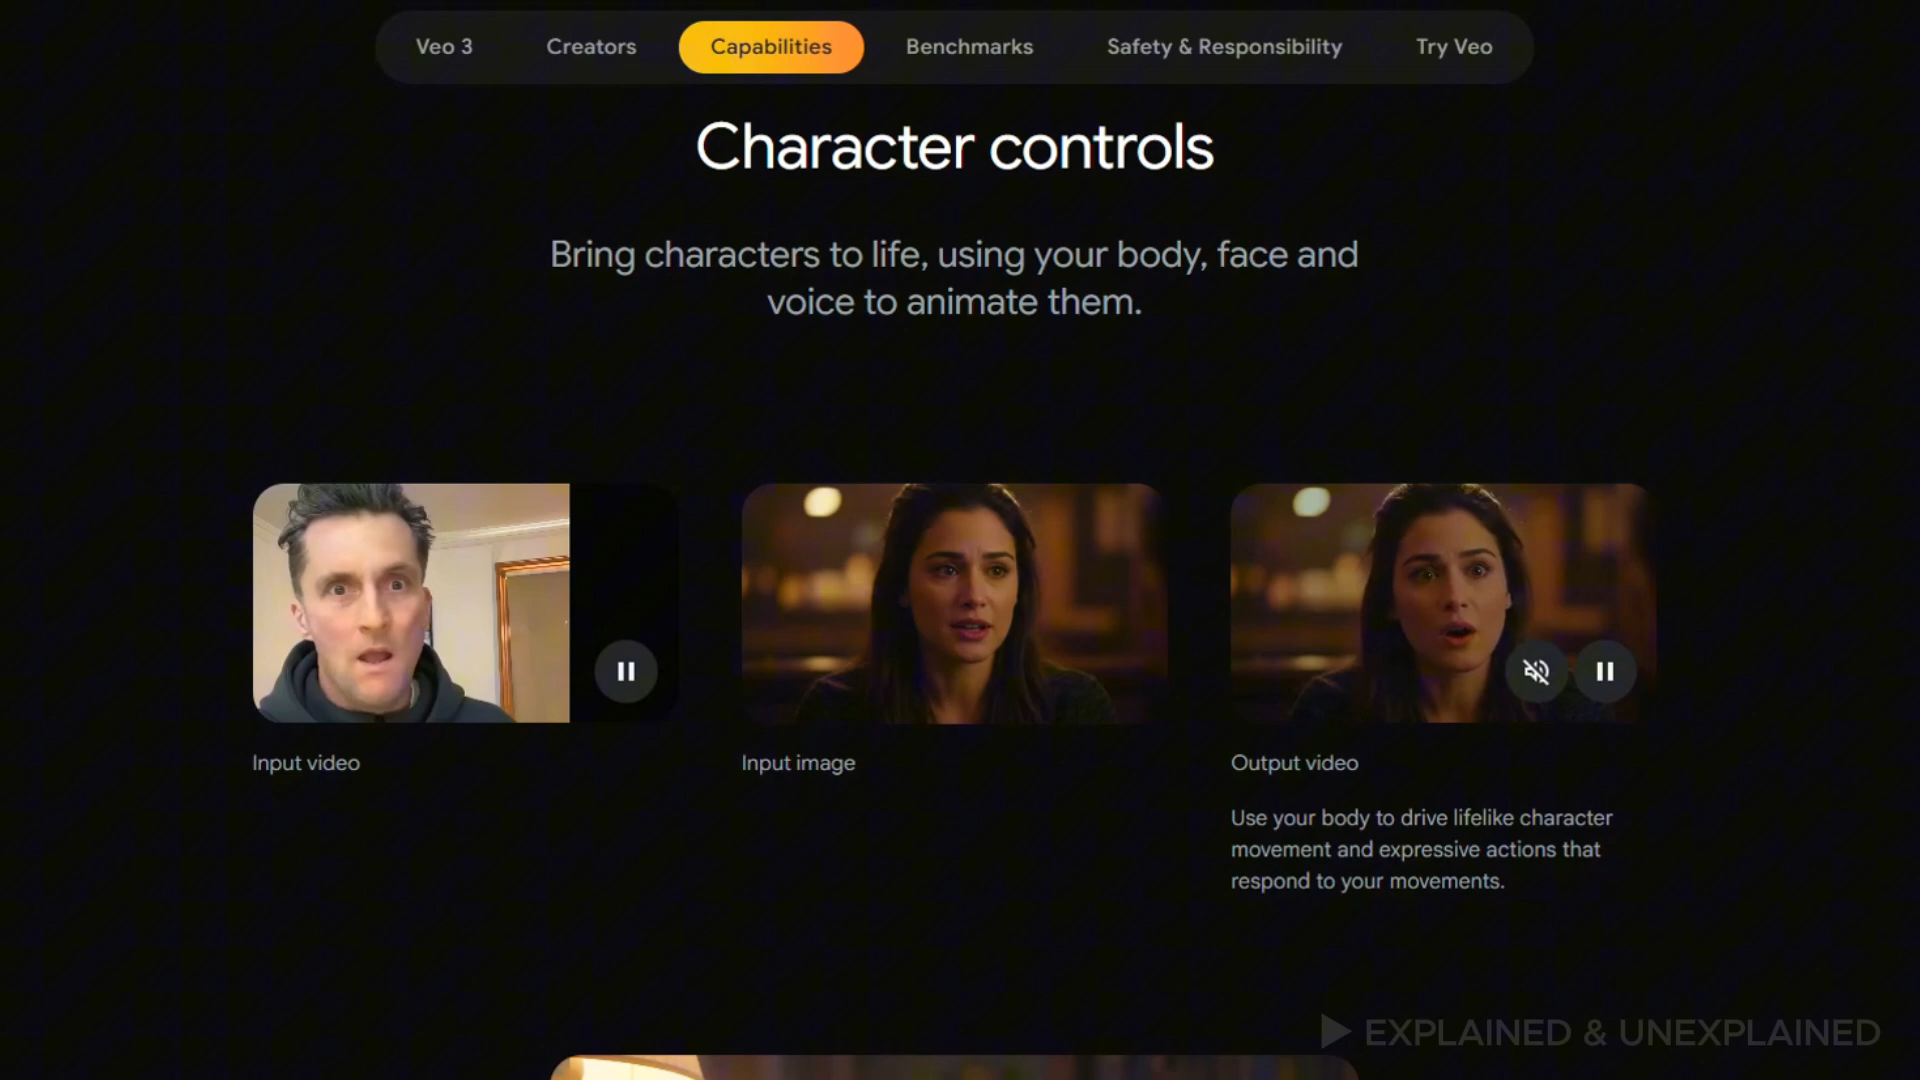 Veo 3
Creators
Capabilities
Benchmarks
Safety & Responsibility
Try Veo
Character controls
Bring characters to life, using your body, face and
voice to animate them.
Input video
Input image
Output video
Use your body to drive lifelike character
movement and expressive actions that
respond to your movements.
EXPLAINED & UNEXPLAINED